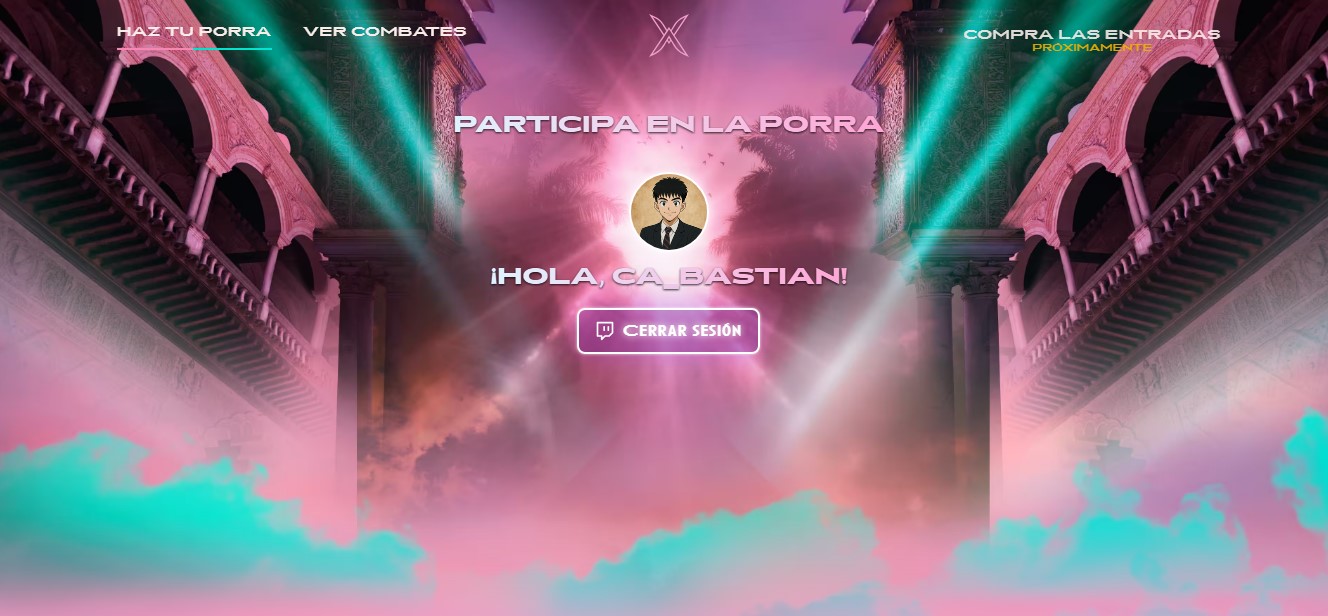 HAZ TU PORRA
VER COMBATES
COMPRA LAS ENTRADAS
PRÓXIMAMENTE
PARTICIPA EN LA PORRA
¡HOLA, CA_BASTIAN!
CERRAR SESIÓN